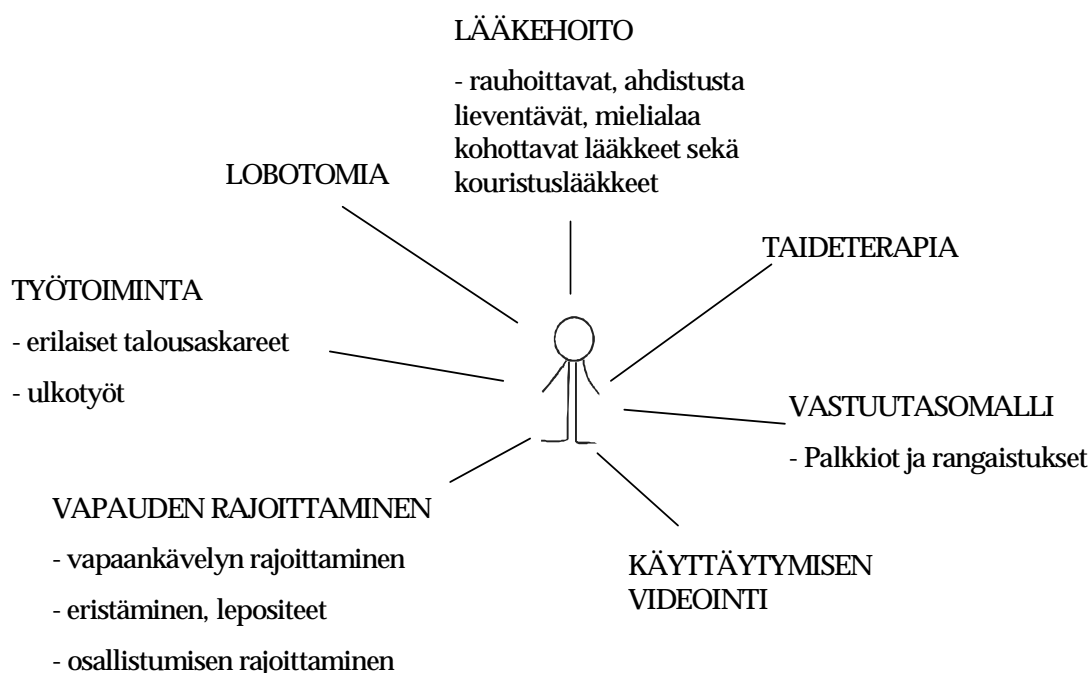 LÄÄKEHOITO
- rauhoittavat, ahdistusta
lieventävät, mielialaa
kohottavat lääkkeet sekä
kouristuslääkkeet
LOBOTOMIA
TAIDETERAPIA
TYÖTOIMINTA
- erilaiset talousaskareet
- ulkotyöt
VASTUUTASOMALLI
- Palkkiot ja rangaistukset
VAPAUDEN RAJOITTAMINEN
- vapaankävelyn rajoittaminen
- eristäminen, lepositeet
- osallistumisen rajoittaminen
KÄYTTÄYTYMISEN
VIDEOINTI